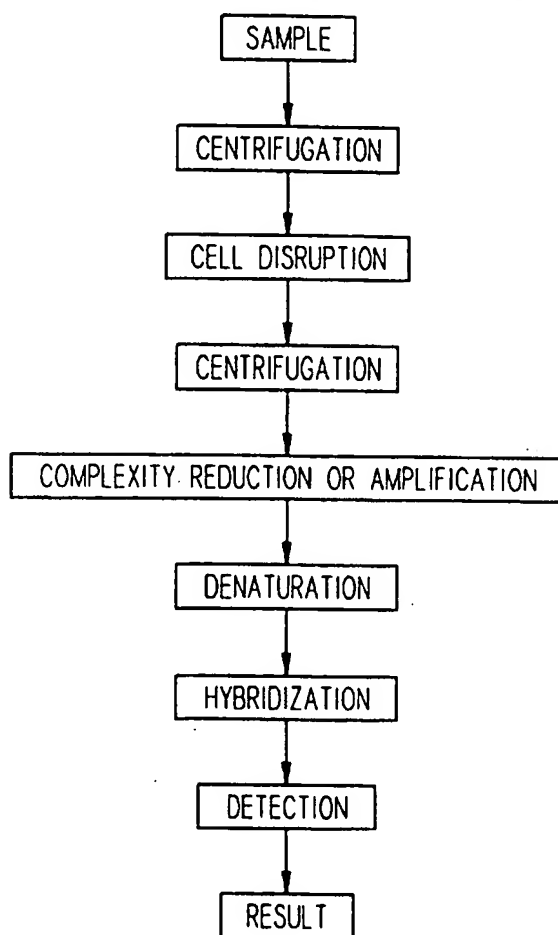 SAMPLE
CENTRIFUGATION
CELL DISRUPTION
CENTRIFUGATION
COMPLEXITY REDUCTION OR AMPLIFICATION
DENATURATION
HYBRIDIZATION
DETECTION
RESULT